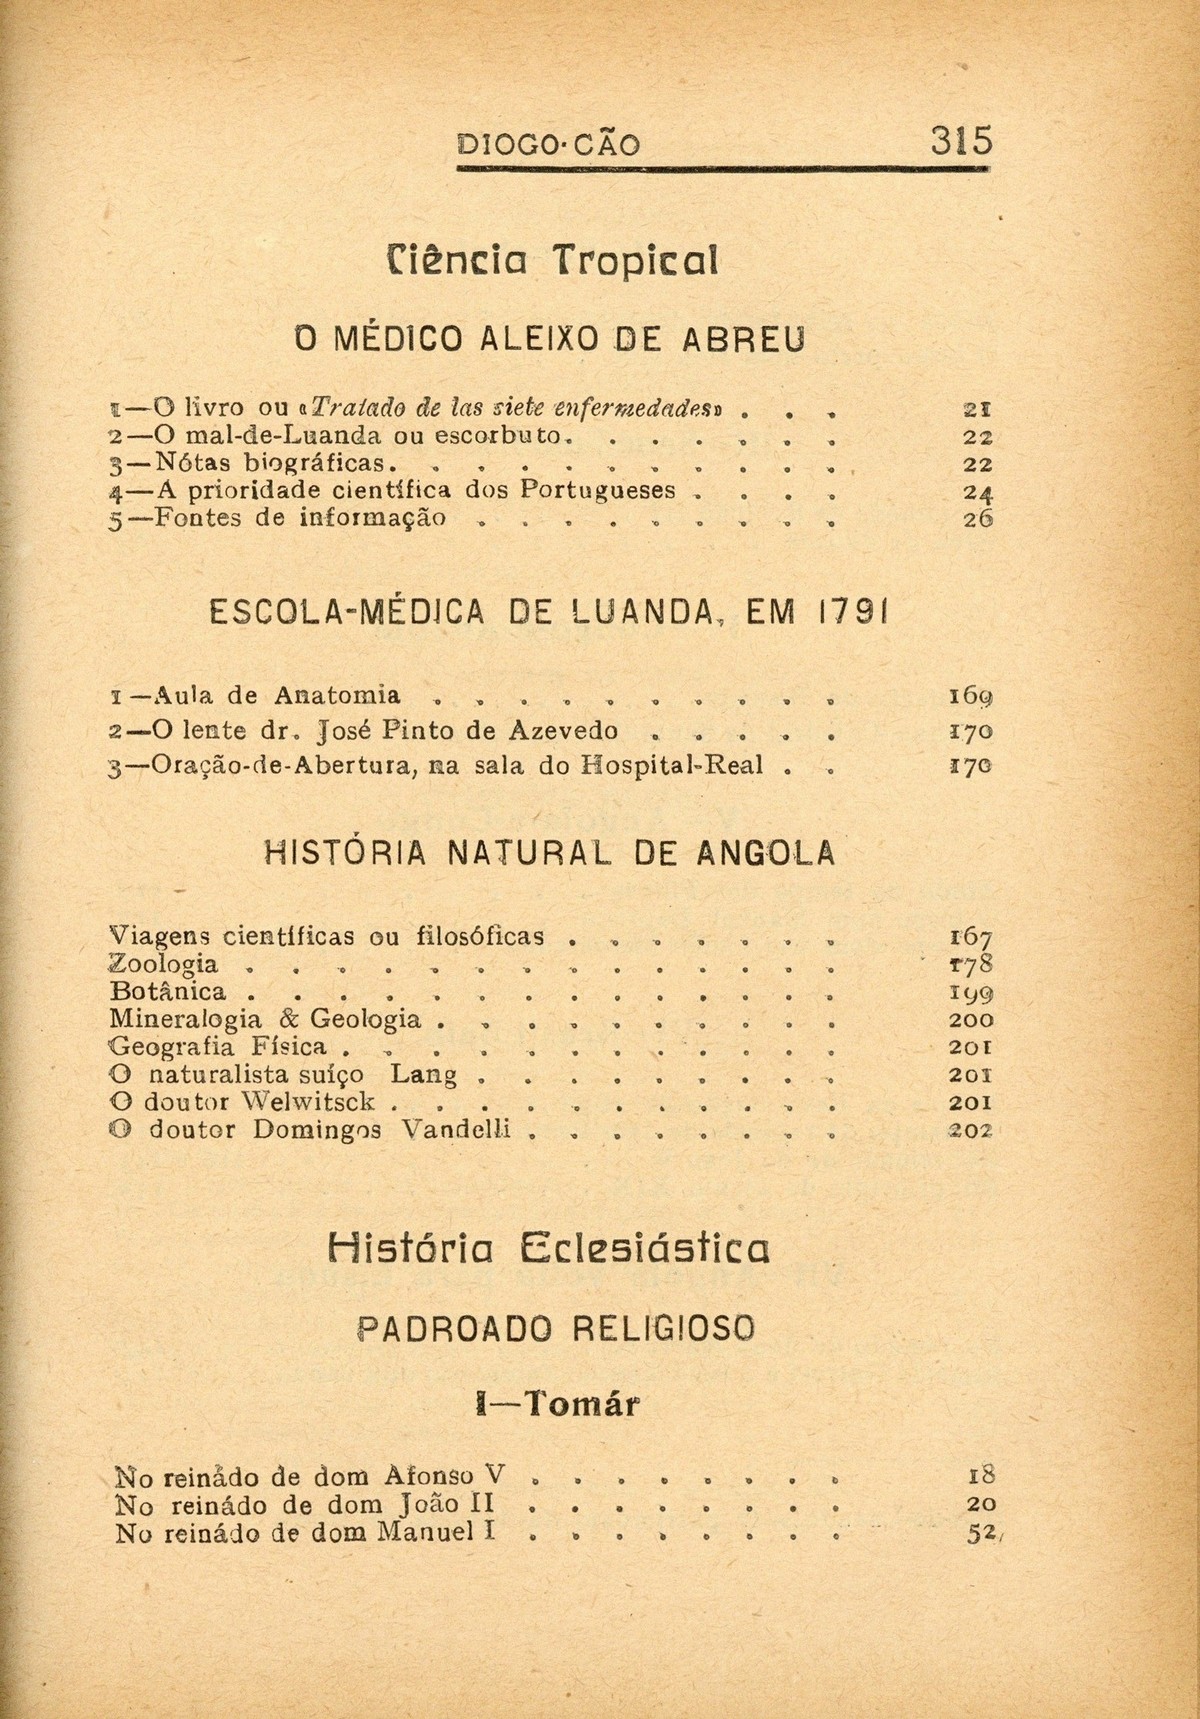 DIOGO·CÃO 315
Ciência Tropical
O MÉDICO ALEIXO DE ABREU
1—O livro ou «Tratado de las siete enfermedades» . . . 21
2—O mal-de-Luanda ou escorbuto. . . . . . . 22
3—Nótas biográficas. . . . . . . . . . . 22
4—A prioridade científica dos Portugueses . . . . 24
5—Fontes de informação . . . . . . . . . 26
ESCOLA-MÉDICA DE LUANDA, EM 1791
1—Aula de Anatomia . . . . . . . . . . 169
2—O lente dr. José Pinto de Azevedo . . . . . 170
3—Oração-de-Abertura, na sala do Hospital-Real . . 170
HISTÓRIA NATURAL DE ANGOLA
Viagens científicas ou filosóficas . . . . . . . 167
Zoologia . . . . . . . . . . . . . . 178
Botânica . . . . . . . . . . . . . . 199
Mineralogia & Geologia . . . . . . . . . . 200
Geografia Física . . . . . . . . . . . . 201
O naturalista suíço Lang . . . . . . . . . 201
O doutor Welwitsck . . . . . . . . . . . 201
O doutor Domingos Vandelli . . . . . . . . 202
História Eclesiástica
PADROADO RELIGIOSO
I—Tomár
No reinádo de dom Afonso V . . . . . . . . 18
No reinádo de dom João II . . . . . . . . 20
No reinádo de dom Manuel I . . . . . . . . 52